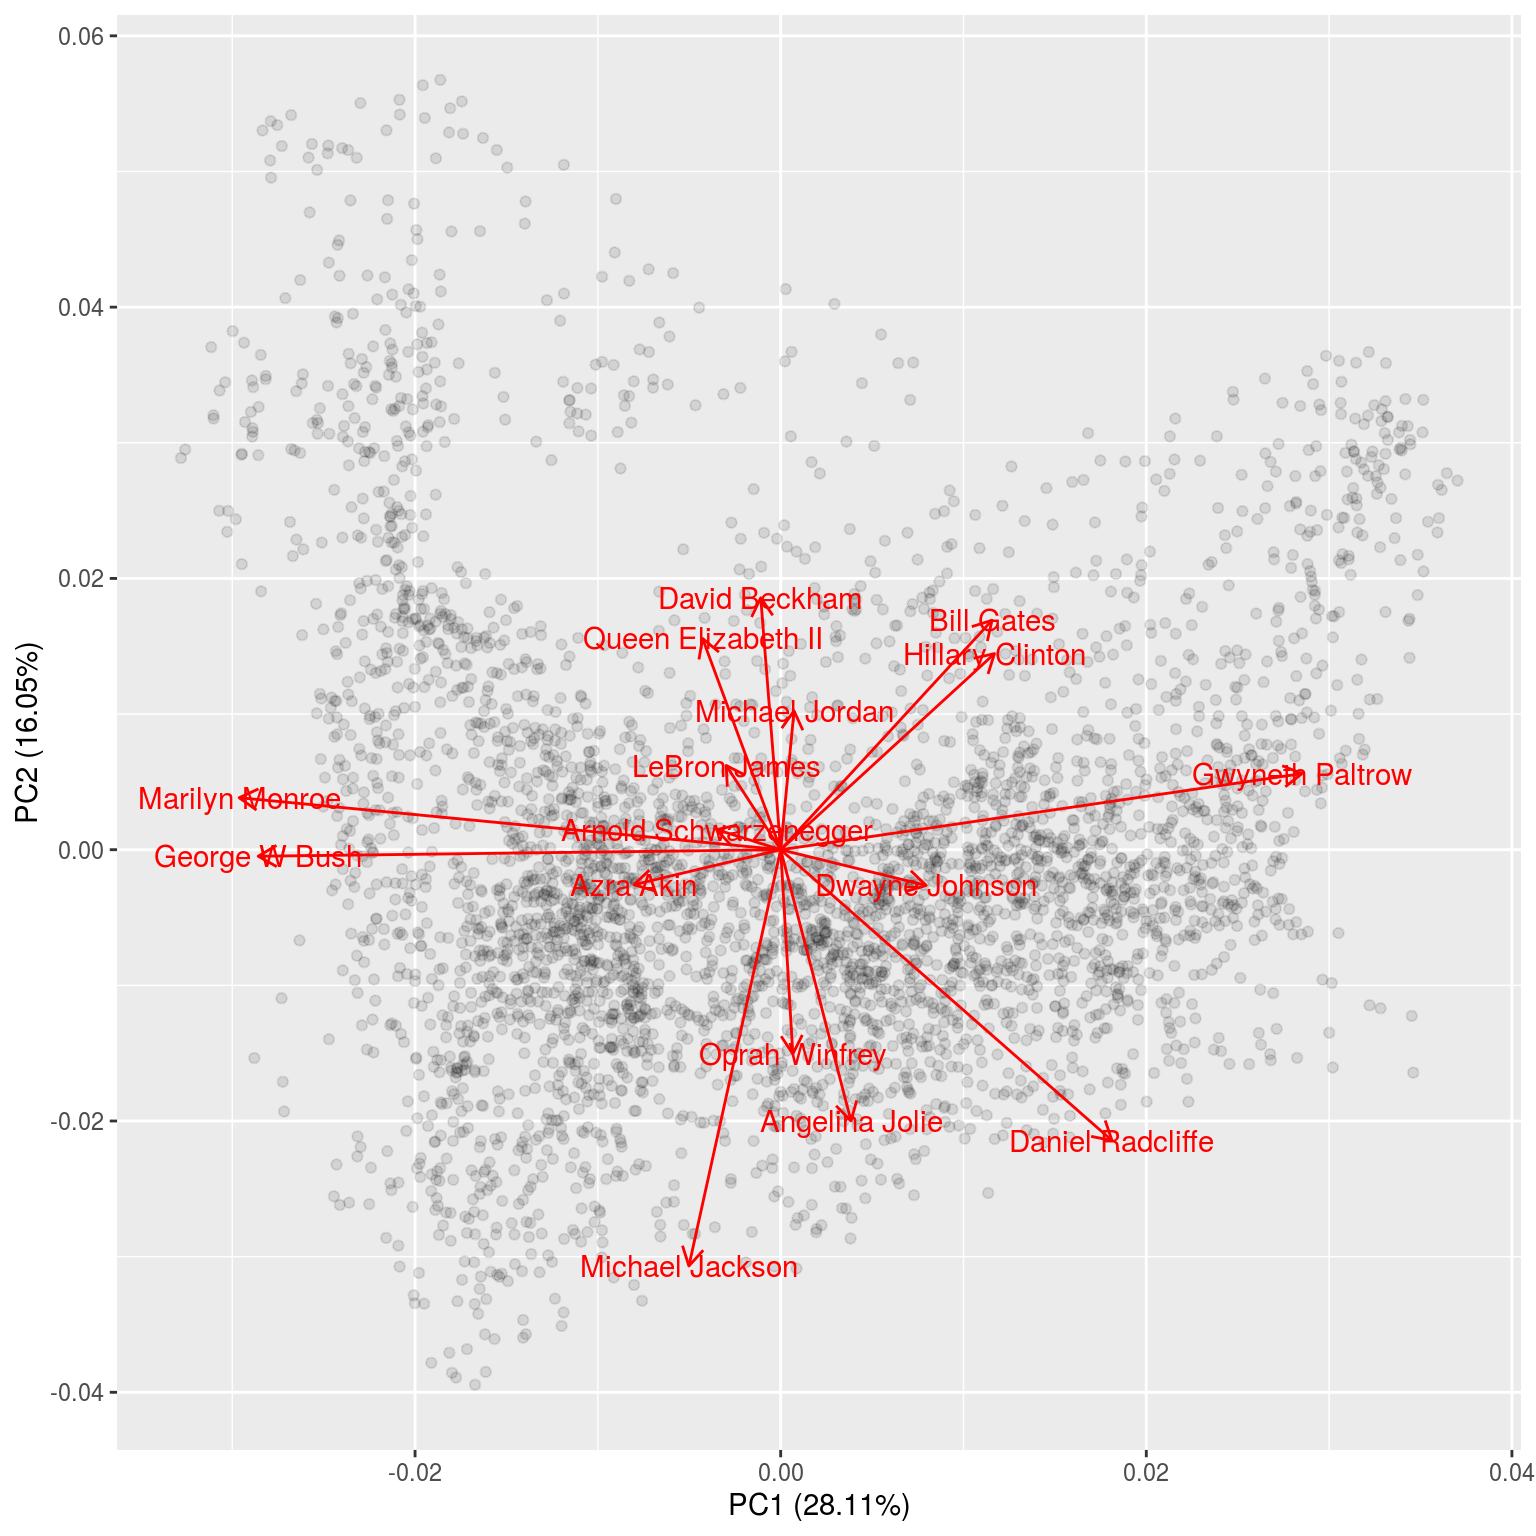 0.06
0.04
0.02
0.00
-0.02
-0.04
PC2 (16.05%)
David Beckham
Bill Gates
Queen Elizabeth II
Hillary Clinton
Michael Jordan
LeBron James
Gwyneth Paltrow
Marilyn Monroe
Arnold Schwarzenegger
George W Bush
Azra Akin
Dwayne Johnson
Oprah Winfrey
Angelina Jolie
Daniel Radcliffe
Michael Jackson
-0.02
0.00
0.02
0.04
PC1 (28.11%)